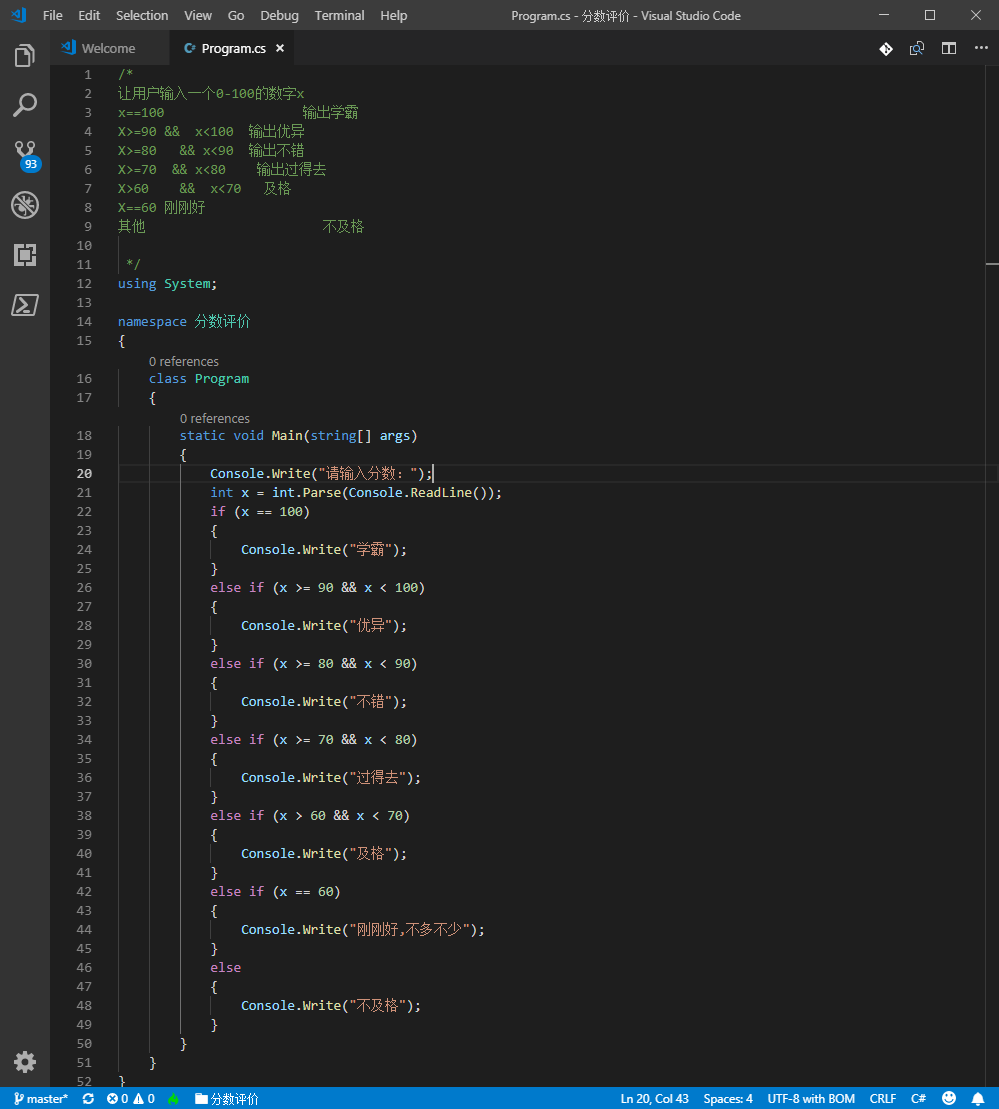 File Edit Selection View Go Debug Terminal Help Program.cs - 分数评价 - Visual Studio Code
Welcome Program.cs
93
1 /*
2 让用户输入一个0-100的数字x
3 x==100 输出学霸
4 X>=90 && x<100 输出优异
5 X>=80 && x<90 输出不错
6 X>=70 && x<80 输出过得去
7 X>60 && x<70 及格
8 X==60 刚刚好
9 其他 不及格
10
11 */
12 using System;
13
14 namespace 分数评价
15 {
0 references
16 class Program
17 {
0 references
18 static void Main(string[] args)
19 {
20 Console.Write("请输入分数: ");
21 int x = int.Parse(Console.ReadLine());
22 if (x == 100)
23 {
24 Console.Write("学霸");
25 }
26 else if (x >= 90 && x < 100)
27 {
28 Console.Write("优异");
29 }
30 else if (x >= 80 && x < 90)
31 {
32 Console.Write("不错");
33 }
34 else if (x >= 70 && x < 80)
35 {
36 Console.Write("过得去");
37 }
38 else if (x > 60 && x < 70)
39 {
40 Console.Write("及格");
41 }
42 else if (x == 60)
43 {
44 Console.Write("刚刚好,不多不少");
45 }
46 else
47 {
48 Console.Write("不及格");
49 }
50 }
51 }
52 }
master* 0 0 分数评价 Ln 20, Col 43 Spaces: 4 UTF-8 with BOM CRLF C#